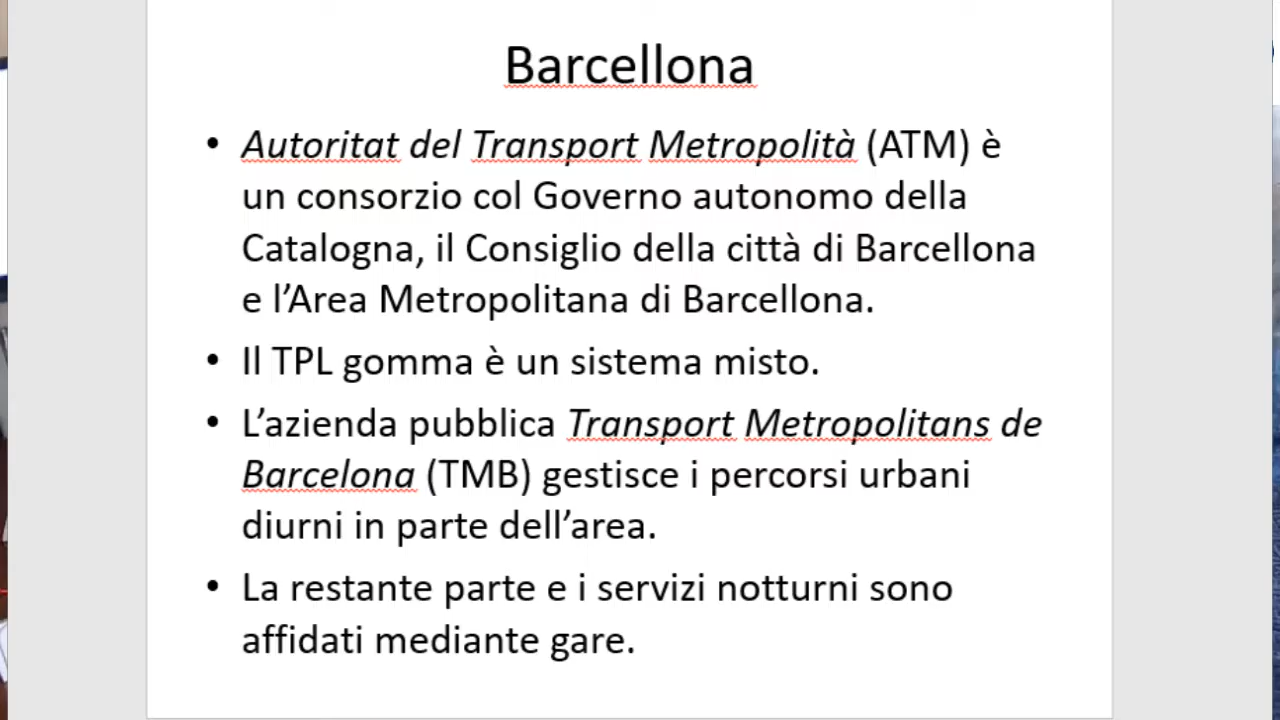 Barcellona
• Autoritat del Transport Metropolità (ATM) è
un consorzio col Governo autonomo della
Catalogna, il Consiglio della città di Barcellona
e l’Area Metropolitana di Barcellona.
• Il TPL gomma è un sistema misto.
• L’azienda pubblica Transport Metropolitans de
Barcelona (TMB) gestisce i percorsi urbani
diurni in parte dell’area.
• La restante parte e i servizi notturni sono
affidati mediante gare.